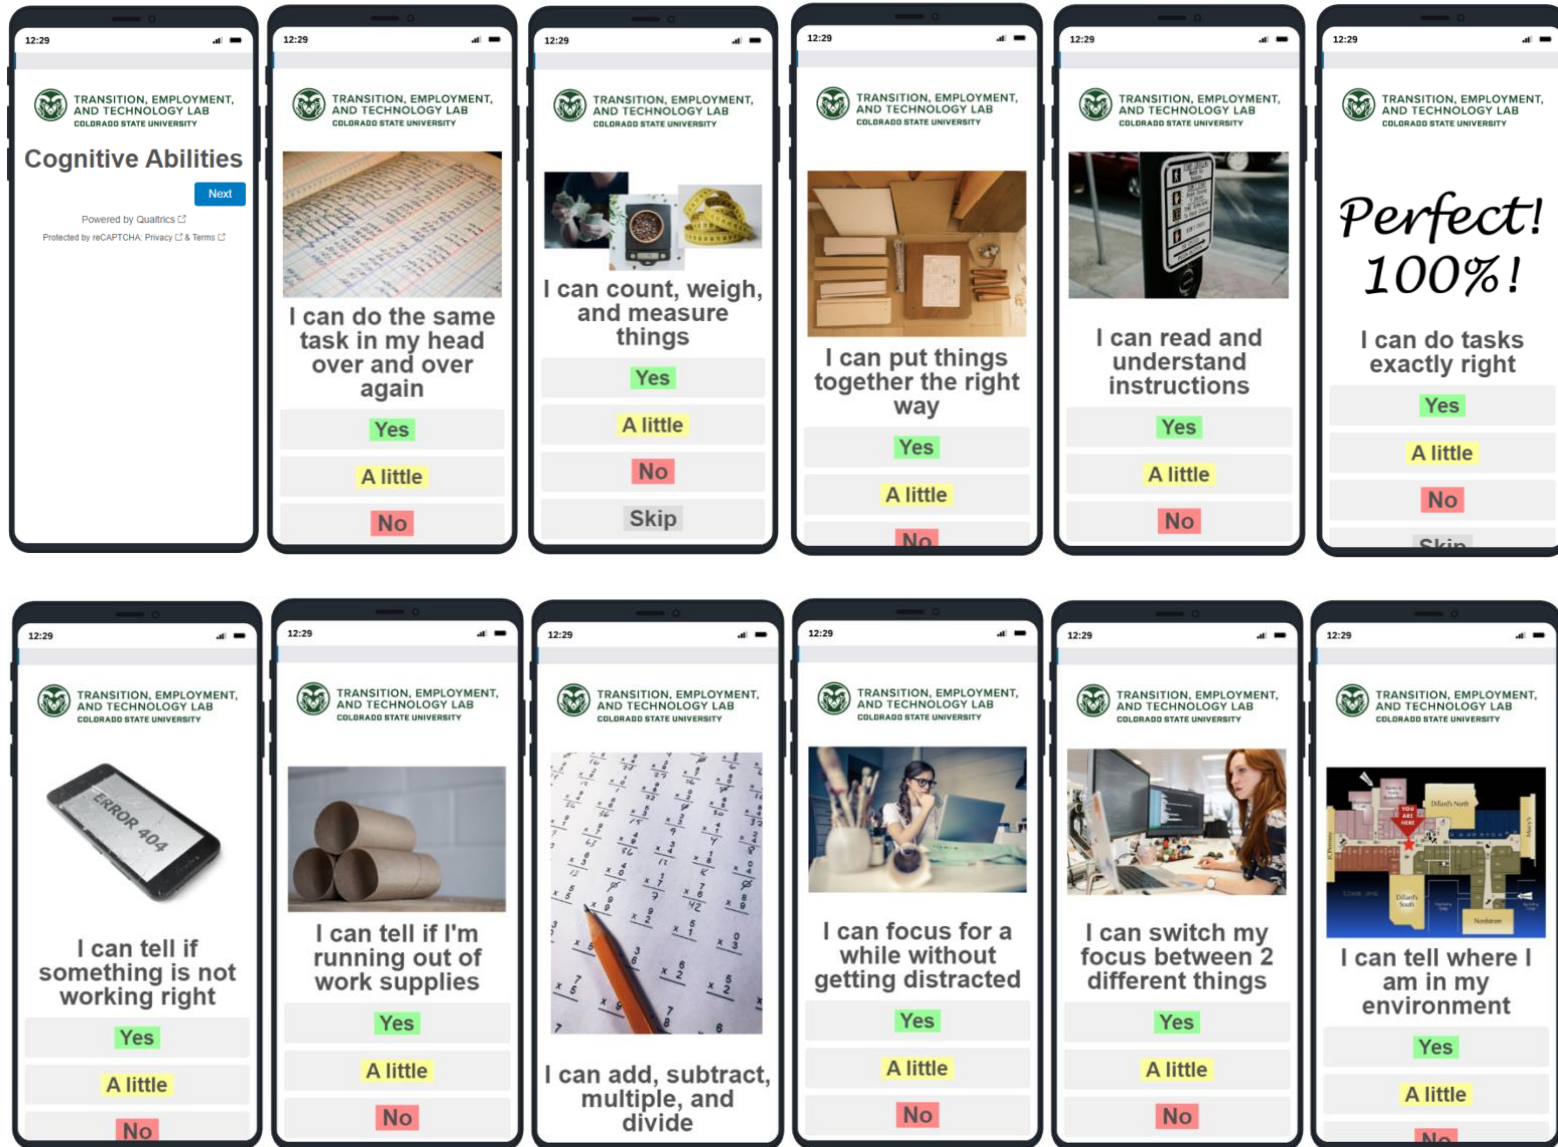 12:29
TRANSITION, EMPLOYMENT,
AND TECHNOLOGY LAB
COLORADO STATE UNIVERSITY
Cognitive Abilities
Next
Powered by Qualtrics
Protected by reCAPTCHA: Privacy & Terms
12:29
TRANSITION, EMPLOYMENT,
AND TECHNOLOGY LAB
COLORADO STATE UNIVERSITY
I can do the same
task in my head
over and over
again
Yes
A little
No
12:29
TRANSITION, EMPLOYMENT,
AND TECHNOLOGY LAB
COLORADO STATE UNIVERSITY
I can count, weigh,
and measure
things
Yes
A little
No
Skip
12:29
TRANSITION, EMPLOYMENT,
AND TECHNOLOGY LAB
COLORADO STATE UNIVERSITY
I can put things
together the right
way
Yes
A little
No
12:29
TRANSITION, EMPLOYMENT,
AND TECHNOLOGY LAB
COLORADO STATE UNIVERSITY
I can read and
understand
instructions
Yes
A little
No
12:29
TRANSITION, EMPLOYMENT,
AND TECHNOLOGY LAB
COLORADO STATE UNIVERSITY
Perfect!
100%!
I can do tasks
exactly right
Yes
A little
No
Skip
12:29
TRANSITION, EMPLOYMENT,
AND TECHNOLOGY LAB
COLORADO STATE UNIVERSITY
ERROR 404
I can tell if
something is not
working right
Yes
A little
No
12:29
TRANSITION, EMPLOYMENT,
AND TECHNOLOGY LAB
COLORADO STATE UNIVERSITY
I can tell if I'm
running out of
work supplies
Yes
A little
No
12:29
TRANSITION, EMPLOYMENT,
AND TECHNOLOGY LAB
COLORADO STATE UNIVERSITY
I can add, subtract,
multiple, and
divide
12:29
TRANSITION, EMPLOYMENT,
AND TECHNOLOGY LAB
COLORADO STATE UNIVERSITY
I can focus for a
while without
getting distracted
Yes
A little
No
12:29
TRANSITION, EMPLOYMENT,
AND TECHNOLOGY LAB
COLORADO STATE UNIVERSITY
I can switch my
focus between 2
different things
Yes
A little
No
12:29
TRANSITION, EMPLOYMENT,
AND TECHNOLOGY LAB
COLORADO STATE UNIVERSITY
Dillard's North
YOU
ARE
HERE
Dillard's
South
Nordstrom
I can tell where I
am in my
environment
Yes
A little
No